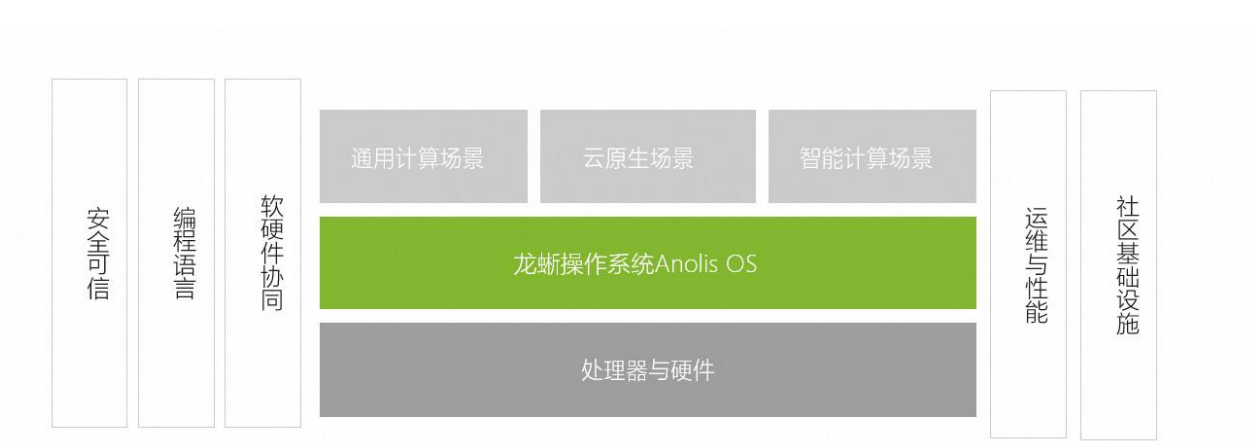 安全可信
编程语言
软硬件协同
通用计算场景
云原生场景
智能计算场景
龙蜥操作系统Anolis OS
处理器与硬件
运维与性能
社区基础设施